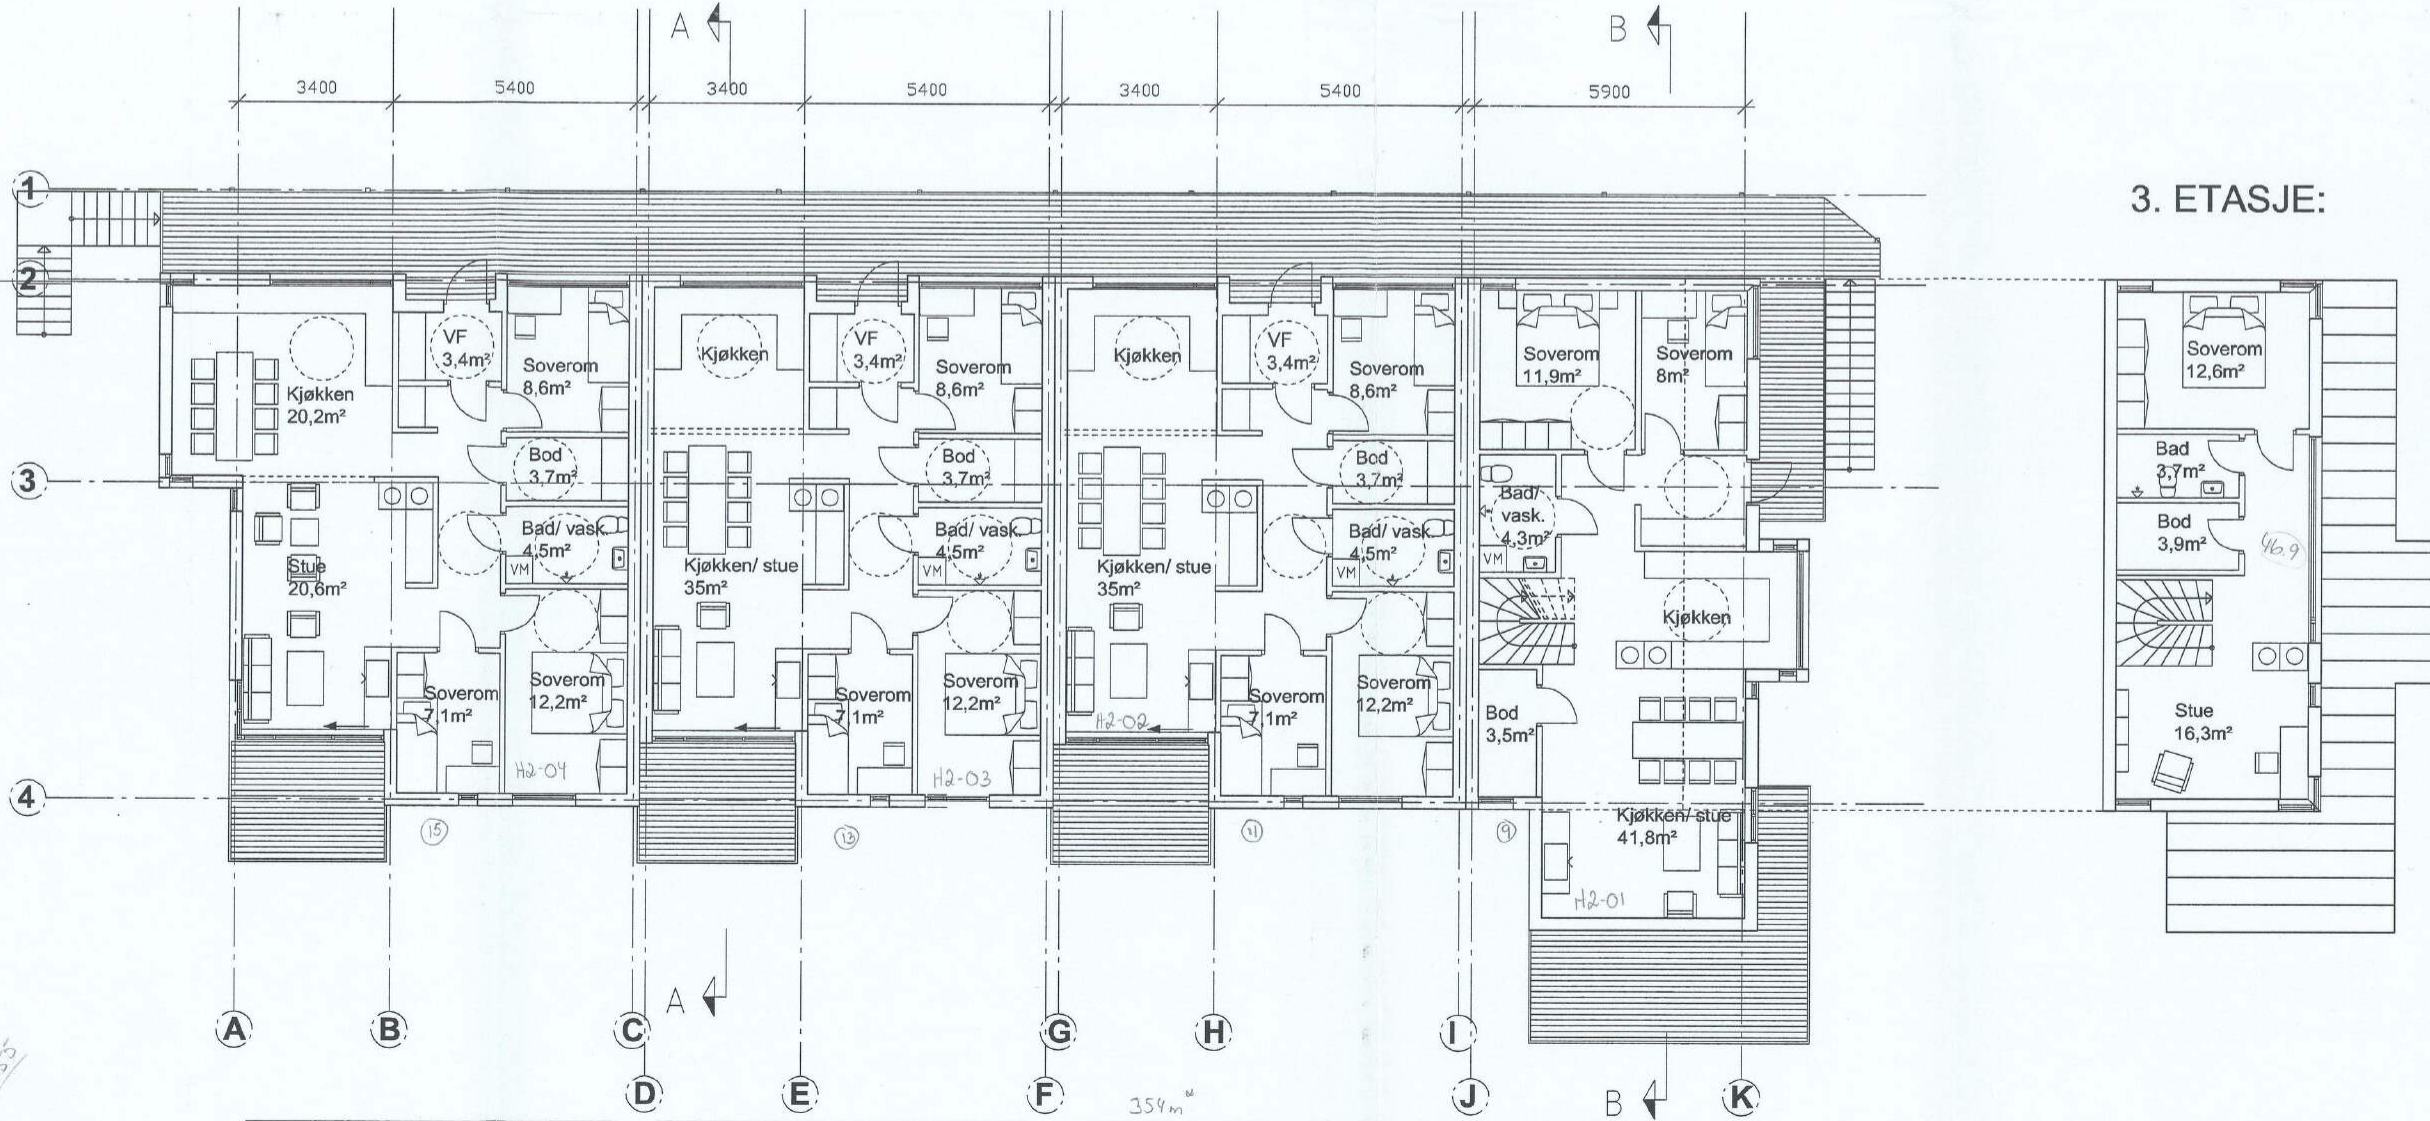 A
B
3400
5400
3400
5400
3400
5400
5900
1
3. ETASJE:
2
VF
3,4m²
Soverom
8,6m²
Kjøkken
20,2m²
Bod
3,7m²
Bad/ vask.
4,5m²
VM
Stue
20,6m²
Soverom
7,1m²
Soverom
12,2m²
H2-04
15
Kjøkken
VF
3,4m²
Soverom
8,6m²
Bod
3,7m²
Bad/ vask.
4,5m²
VM
Kjøkken/ stue
35m²
Soverom
7,1m²
Soverom
12,2m²
H2-03
13
Kjøkken
VF
3,4m²
Soverom
8,6m²
Bod
3,7m²
Bad/ vask.
4,5m²
VM
Kjøkken/ stue
35m²
H2-02
Soverom
7,1m²
Soverom
12,2m²
11
Soverom
11,9m²
Soverom
8m²
Bad/
vask.
4,3m²
VM
Kjøkken
Bod
3,5m²
Kjøkken/ stue
41,8m²
H2-01
9
Soverom
12,6m²
Bad
3,7m²
Bod
3,9m²
46.9
Stue
16,3m²
3
4
A
A
B
C
D
E
F
G
H
I
J
K
B
354m²